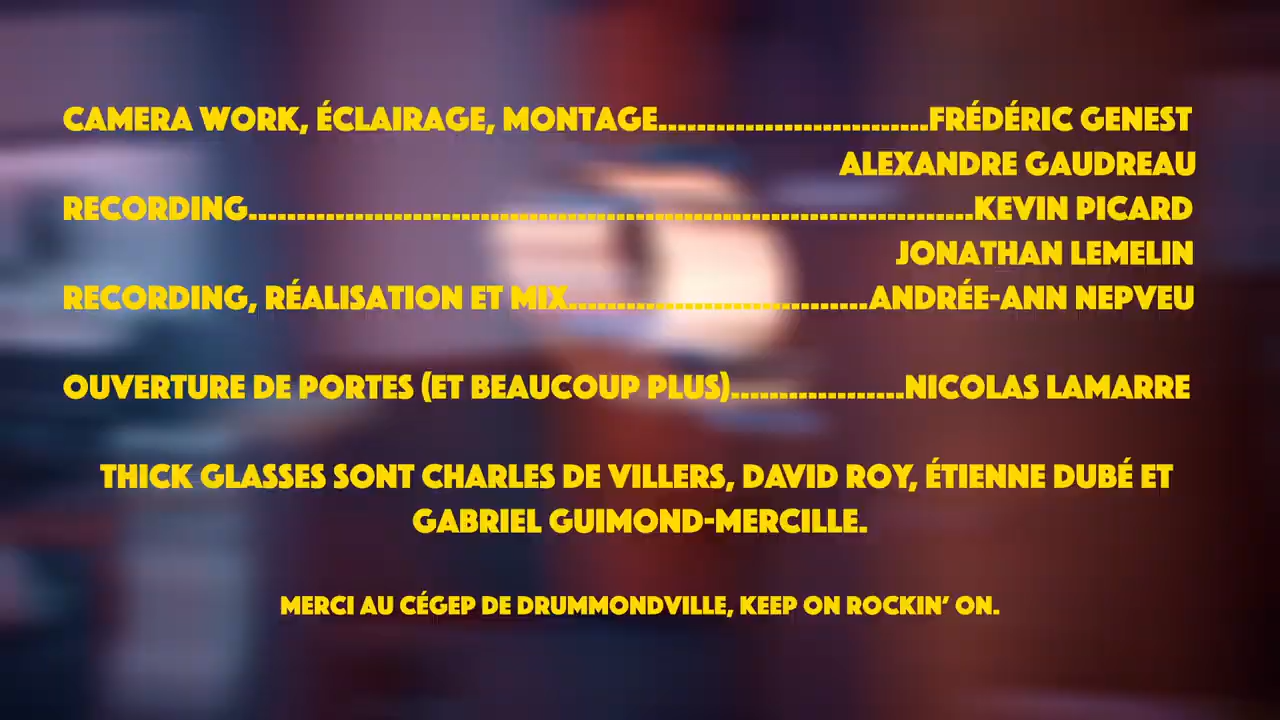 CAMERA WORK, ÉCLAIRAGE, MONTAGE............................FRÉDÉRIC GENEST
ALEXANDRE GAUDREAU
RECORDING...........................................................................KEVIN PICARD
JONATHAN LEMELIN
RECORDING, RÉALISATION ET MIX...............................ANDRÉE-ANN NEPVEU
OUVERTURE DE PORTES (ET BEAUCOUP PLUS)..................NICOLAS LAMARRE
THICK GLASSES SONT CHARLES DE VILLERS, DAVID ROY, ÉTIENNE DUBÉ ET
GABRIEL GUIMOND-MERCILLE.
MERCI AU CÉGEP DE DRUMMONDVILLE, KEEP ON ROCKIN' ON.